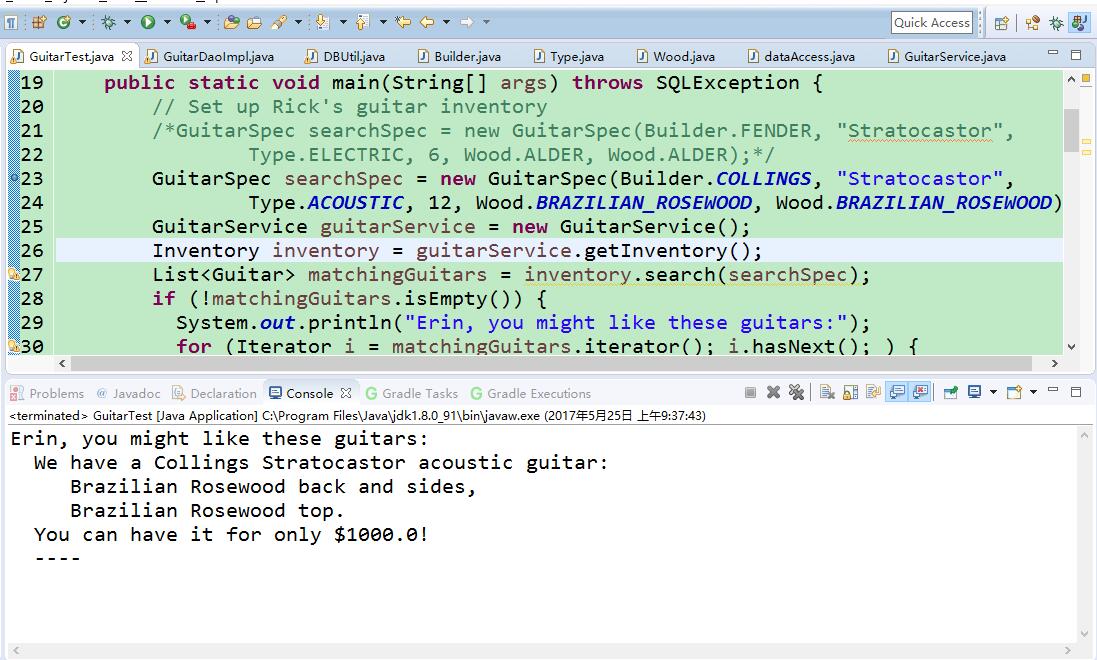 Quick Access
GuitarTest.java
GuitarDaoImpl.java
DBUtil.java
Builder.java
Type.java
Wood.java
dataAccess.java
GuitarService.java
19 public static void main(String[] args) throws SQLException {
20 // Set up Rick's guitar inventory
21 /*GuitarSpec searchSpec = new GuitarSpec(Builder.FENDER, "Stratocastor",
22 Type.ELECTRIC, 6, Wood.ALDER, Wood.ALDER);*/
23 GuitarSpec searchSpec = new GuitarSpec(Builder.COLLINGS, "Stratocastor",
24 Type.ACOUSTIC, 12, Wood.BRAZILIAN_ROSEWOOD, Wood.BRAZILIAN_ROSEWOOD)
25 GuitarService guitarService = new GuitarService();
26 Inventory inventory = guitarService.getInventory();
27 List<Guitar> matchingGuitars = inventory.search(searchSpec);
28 if (!matchingGuitars.isEmpty()) {
29 System.out.println("Erin, you might like these guitars:");
30 for (Iterator i = matchingGuitars.iterator(); i.hasNext(); ) {
Problems
Javadoc
Declaration
Console
Gradle Tasks
Gradle Executions
<terminated> GuitarTest [Java Application] C:\Program Files\Java\jdk1.8.0_91\bin\javaw.exe (2017年5月25日 上午9:37:43)
Erin, you might like these guitars:
We have a Collings Stratocastor acoustic guitar:
Brazilian Rosewood back and sides,
Brazilian Rosewood top.
You can have it for only $1000.0!
----